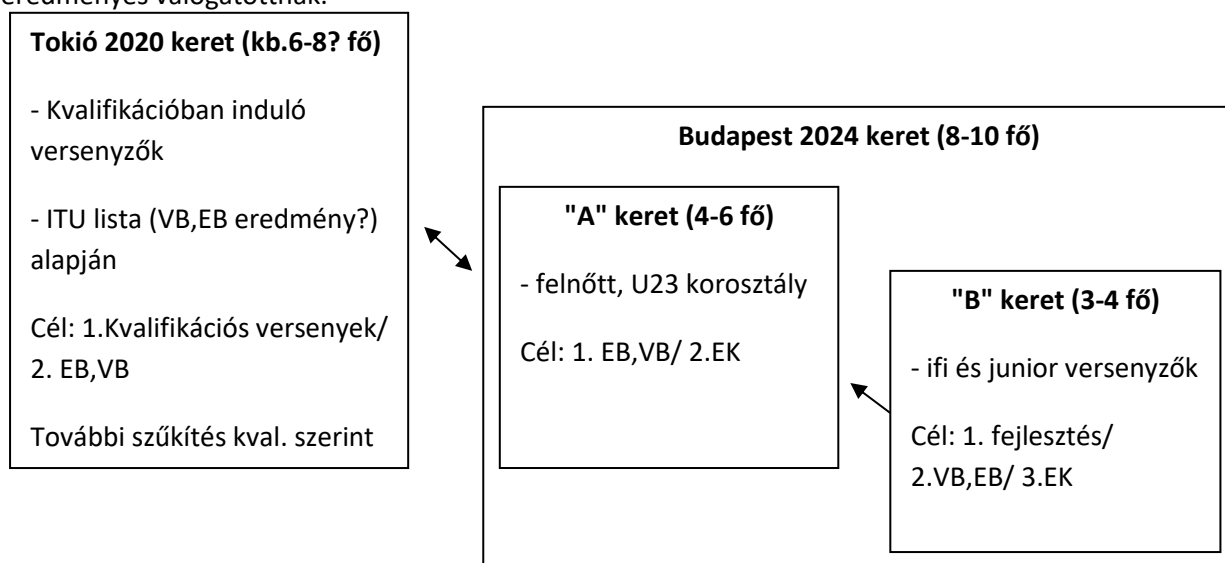 eredményes válogatottnak.
Tokió 2020 keret (kb.6-8? fő)
- Kvalifikációban induló
versenyzők
- ITU lista (VB,EB eredmény?)
alapján
Cél: 1.Kvalifikációs versenyek/
2. EB,VB
További szűkítés kval. szerint
Budapest 2024 keret (8-10 fő)
"A" keret (4-6 fő)
- felnőtt, U23 korosztály
Cél: 1. EB,VB/ 2.EK
"B" keret (3-4 fő)
- ifi és junior versenyzők
Cél: 1. fejlesztés/
2.VB,EB/ 3.EK